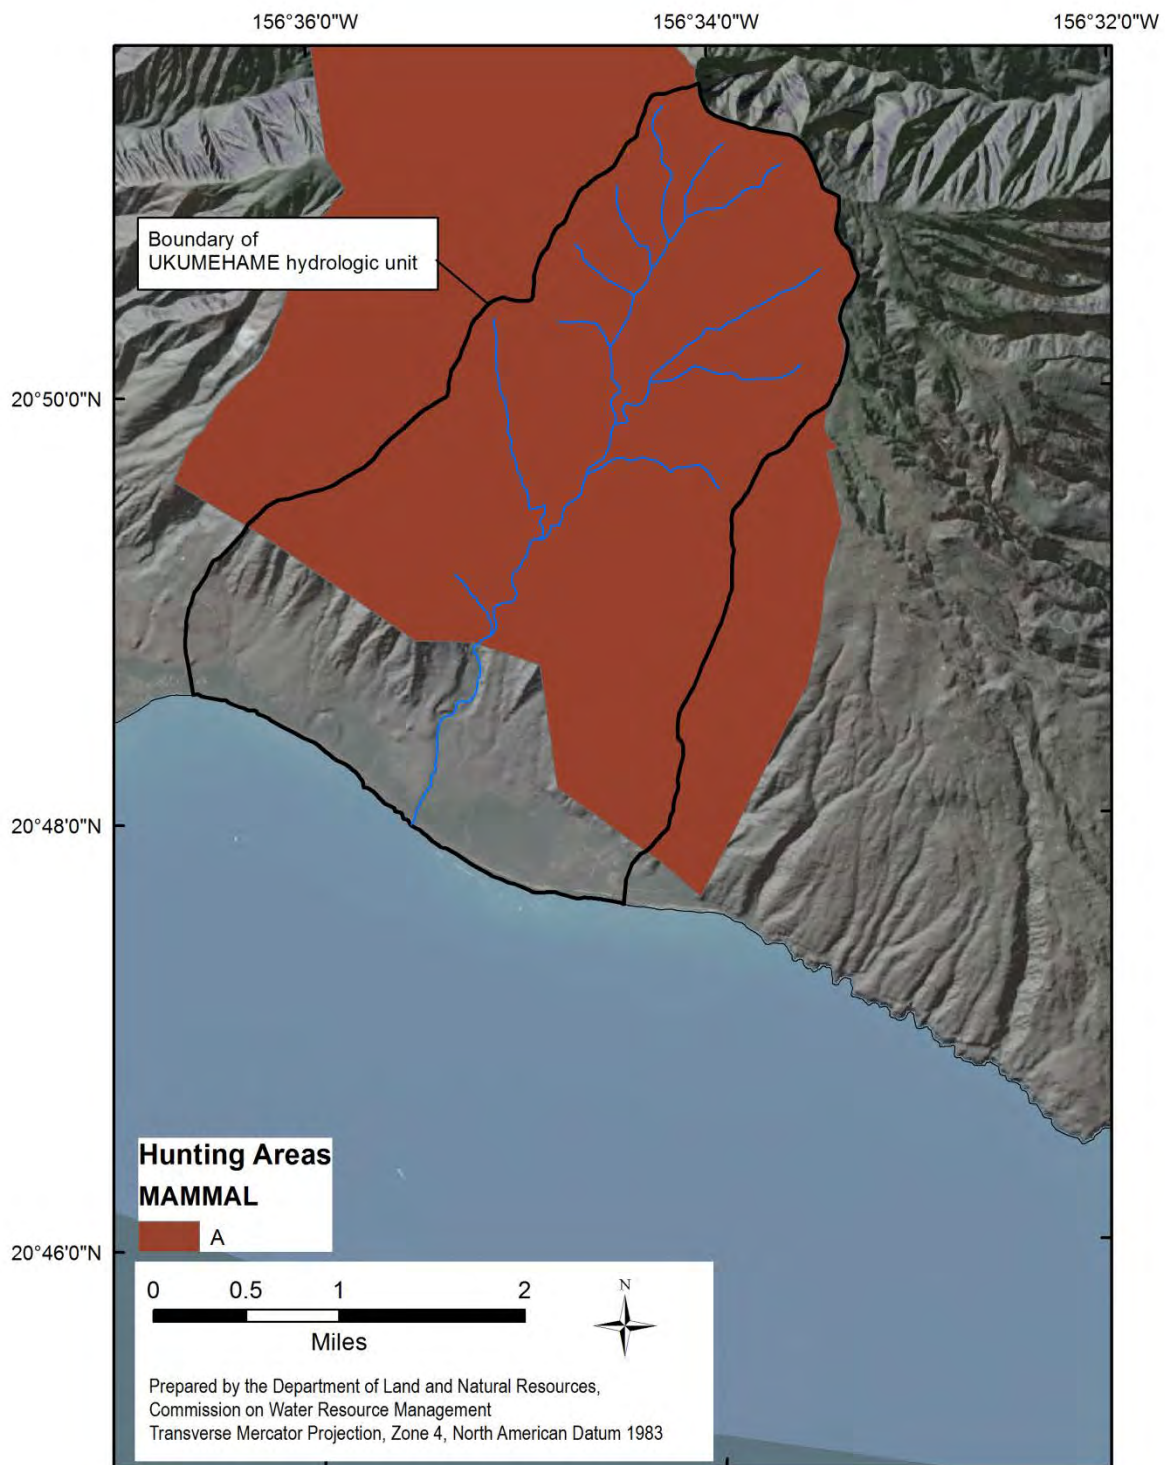 156°36'0"W
156°34'0"W
156°32'0"W
Boundary of
UKUMEHAME hydrologic unit
20°50'0"N
20°48'0"N
Hunting Areas
MAMMAL
A
20°46'0"N
0 0.5 1 2
Miles
N
Prepared by the Department of Land and Natural Resources,
Commission on Water Resource Management
Transverse Mercator Projection, Zone 4, North American Datum 1983